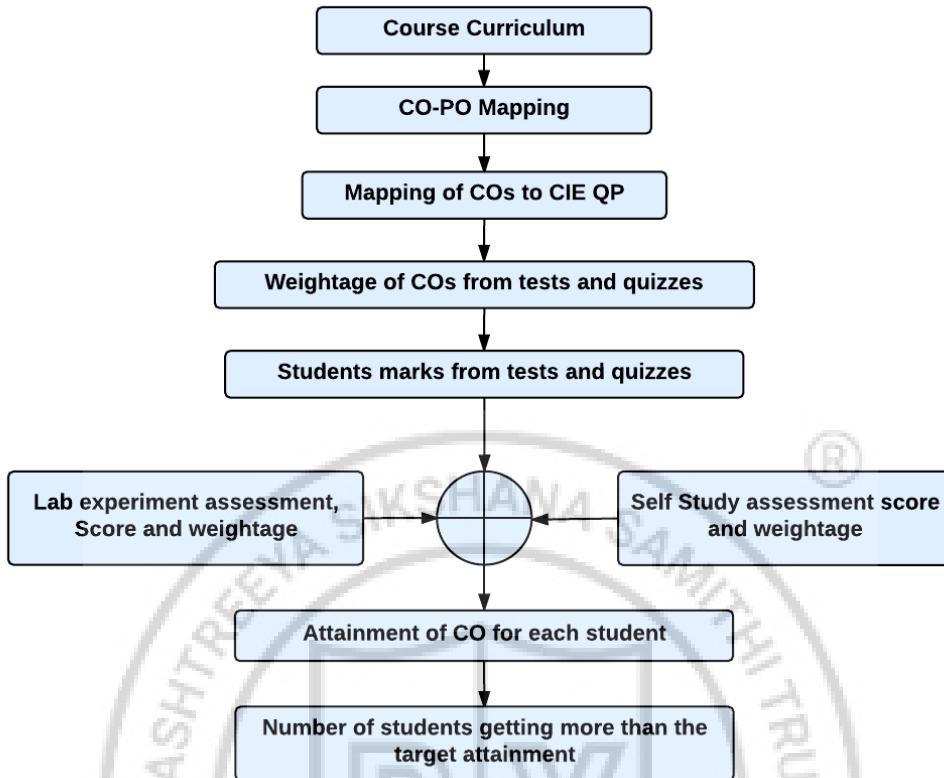 Course Curriculum
CO-PO Mapping
Mapping of COs to CIE QP
Weightage of COs from tests and quizzes
Students marks from tests and quizzes
Lab experiment assessment,
Score and weightage
Self Study assessment score
and weightage
Attainment of CO for each student
Number of students getting more than the
target attainment
®
SIKSHANA SAMITHI